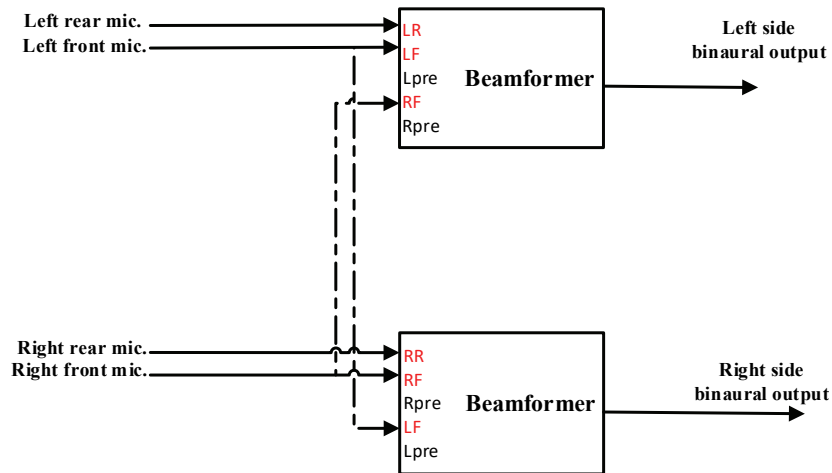 Left rear mic.
Left front mic.
LR
LF
Lpre
RF
Rpre
Beamformer
Left side
binaural output
Right rear mic.
Right front mic.
RR
RF
Rpre
LF
Lpre
Beamformer
Right side
binaural output